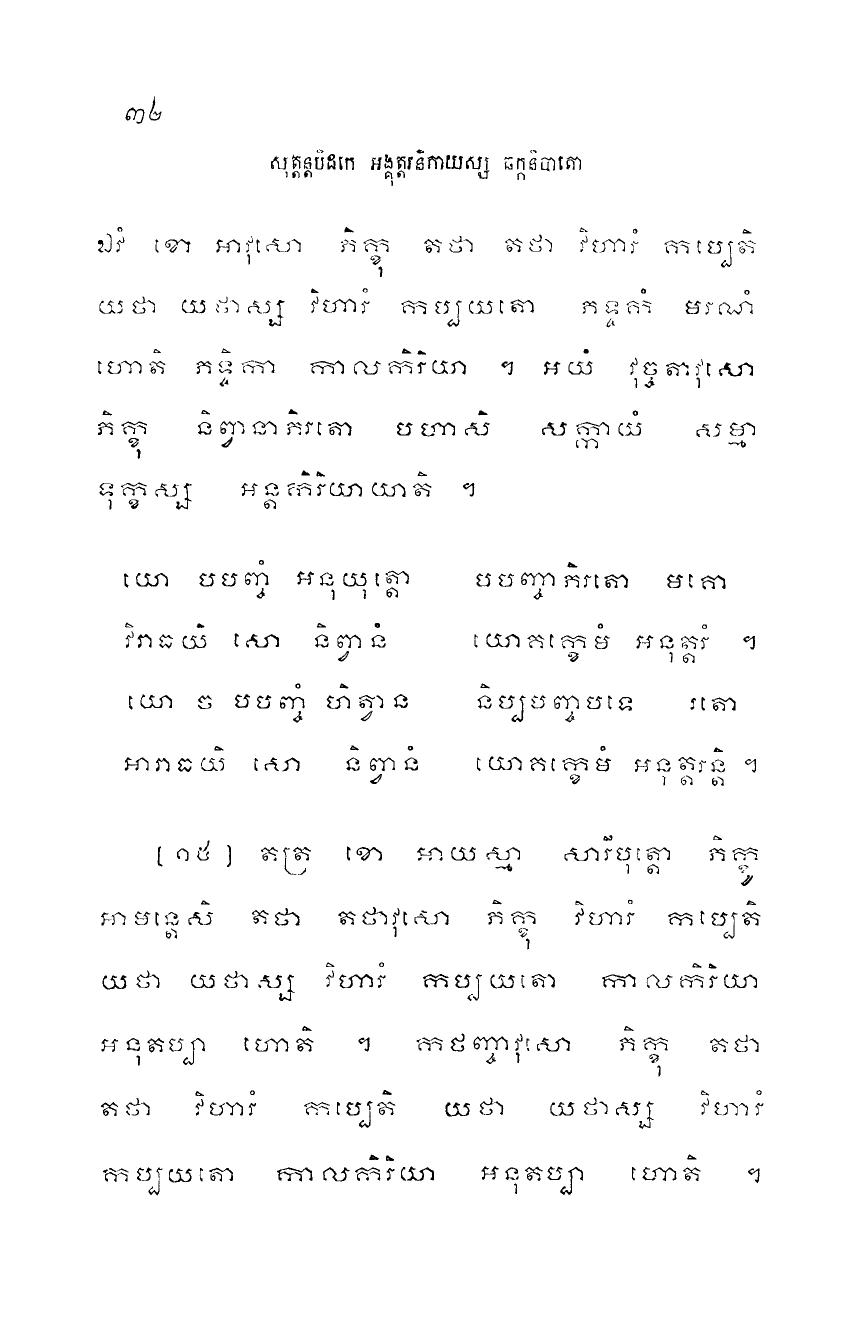 ៣៤
សុត្តន្តបិដកេ អង្គុត្តរនិកាយស្ស ឆក្កនិបាតោ
ឯវំ ខោ អាវុសោ ភិក្ខុ តថា តថា វិហារំ កប្បេតិ
យថា យថាស្ស វិហារំ កប្បយតោ ភទ្ទកំ មរណំ
ហោតិ ភទ្ទិកា កាលកិរិយា ។ អយំ វុច្ចតាវុសោ
ភិក្ខុ និព្វានាភិរតោ បហាសិ សក្កាយំ សម្មា
ទុក្ខស្ស អន្តកិរិយាយាតិ ។
យោ បបញ្ចំ អនុយុត្តោ បបញ្ចាភិរតោ មគោ
វិរាធយិ សោ និព្វានំ យោគក្ខេមំ អនុត្តរំ ។
យោ ច បបញ្ចំ ហិត្វាន និប្បបញ្ចបទេ រតោ
អារាធយិ សោ និព្វានំ យោគក្ខេមំ អនុត្តរន្តិ ។
[១៥] តត្រ ខោ អាយស្មា សារីបុត្តោ ភិក្ខូ
អាមន្តេសិ តថា តថាវុសោ ភិក្ខុ វិហារំ កប្បេតិ
យថា យថាស្ស វិហារំ កប្បយតោ កាលកិរិយា
អនុតប្បា ហោតិ ។ កថញ្ចាវុសោ ភិក្ខុ តថា
តថា វិហារំ កប្បេតិ យថា យថាស្ស វិហារំ
កប្បយតោ កាលកិរិយា អនុតប្បា ហោតិ ។